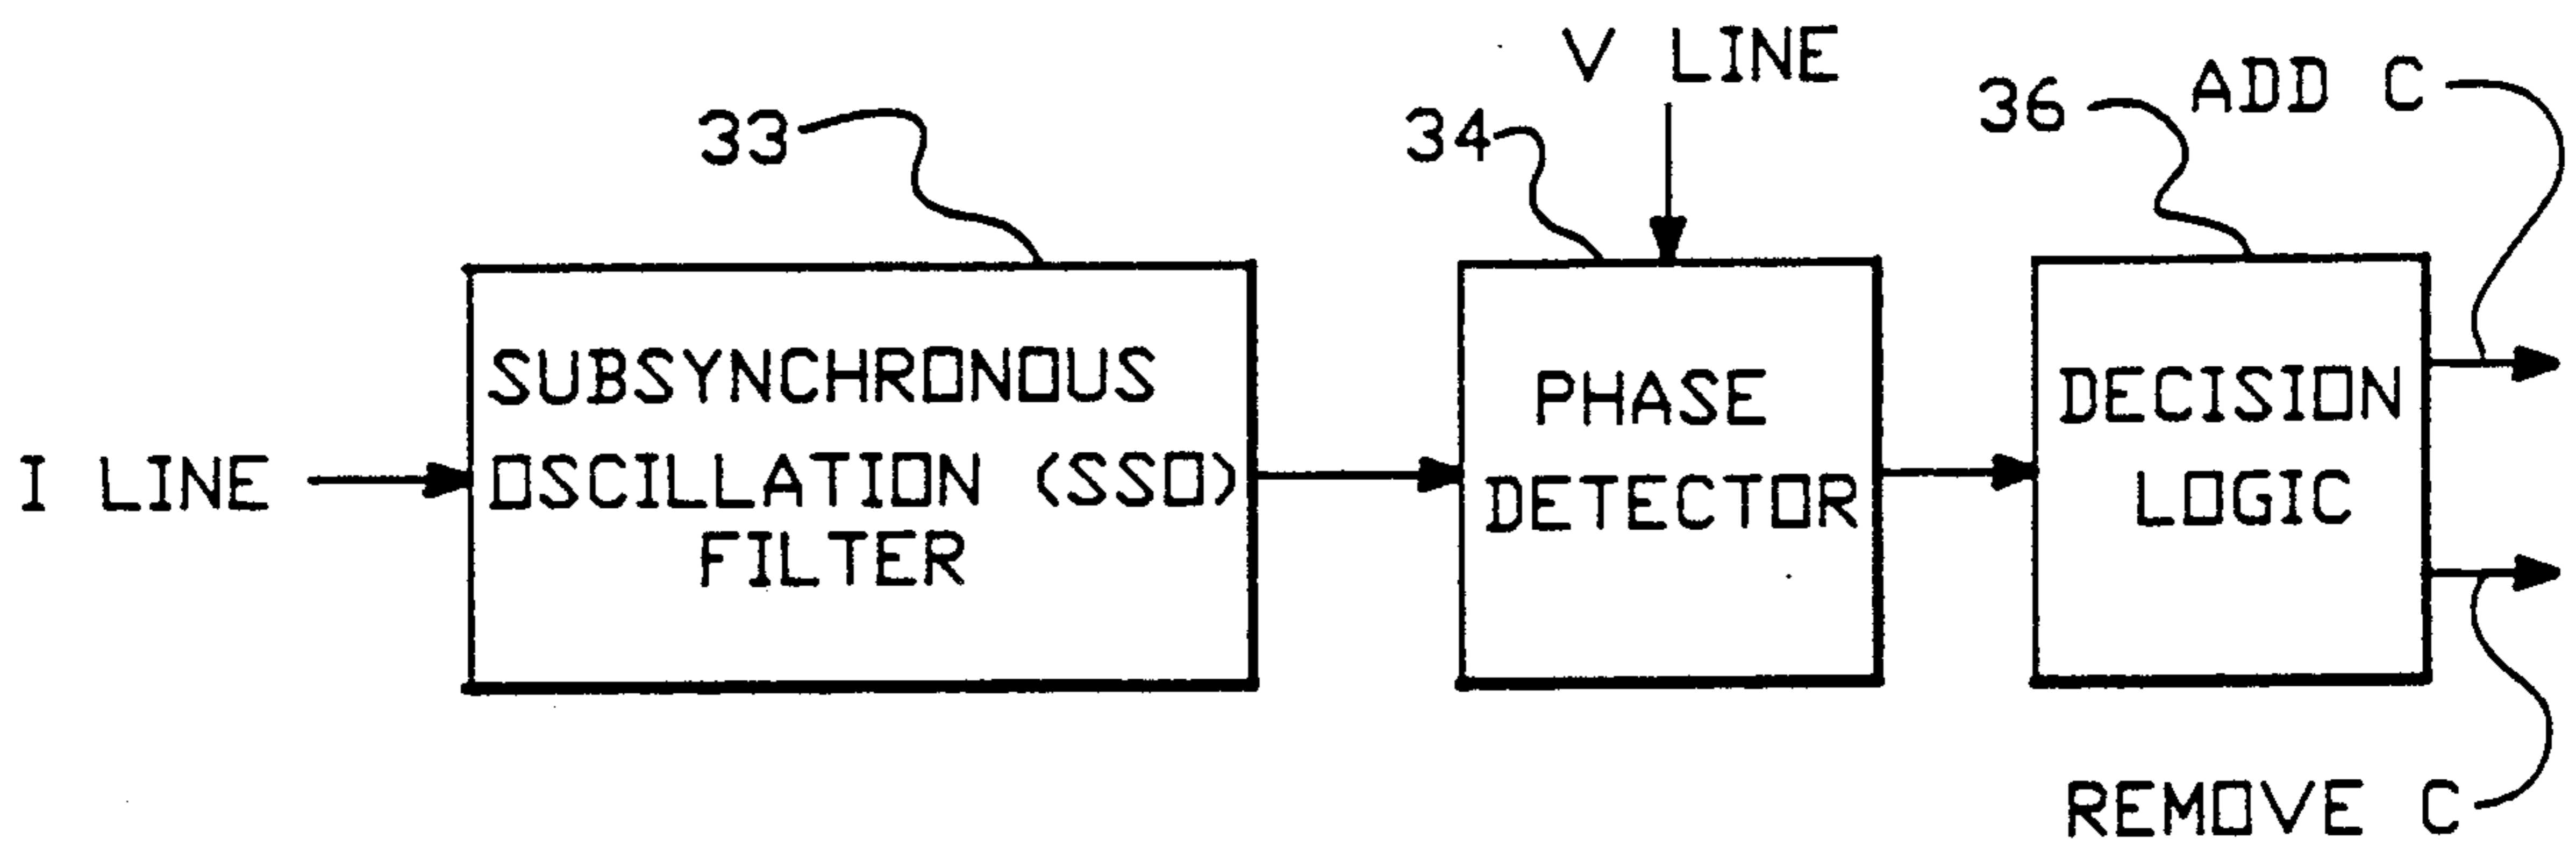 V LINE
33
34
36
ADD C
I LINE
SUBSYNCHRONOUS
OSCILLATION (SSO)
FILTER
PHASE
DETECTOR
DECISION
LOGIC
REMOVE C